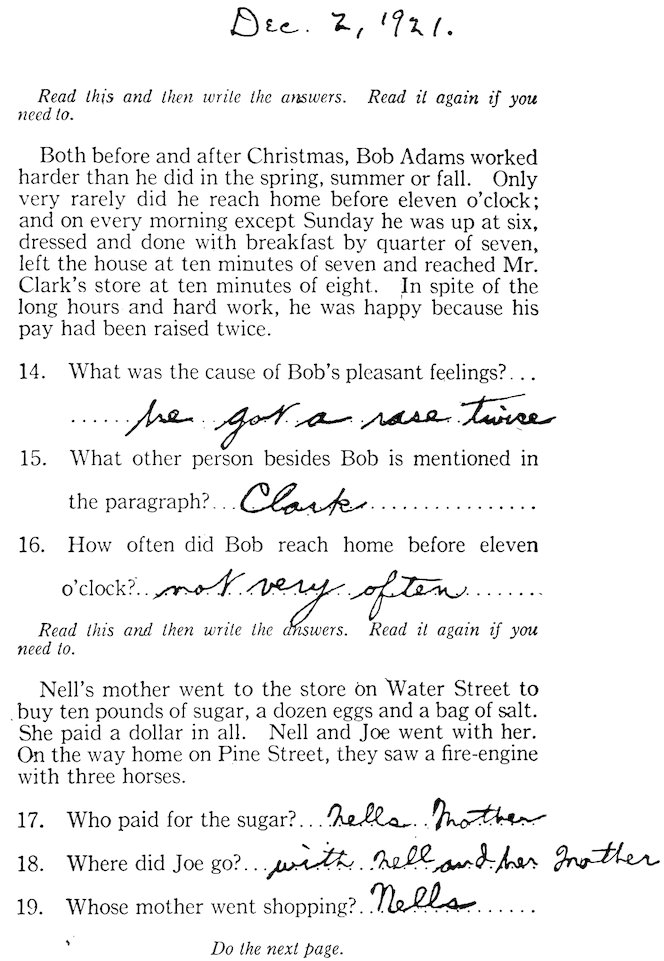 Dec. 2, 1921.
Read this and then write the answers. Read it again if you
need to.
Both before and after Christmas, Bob Adams worked
harder than he did in the spring, summer or fall. Only
very rarely did he reach home before eleven o'clock;
and on every morning except Sunday he was up at six,
dressed and done with breakfast by quarter of seven,
left the house at ten minutes of seven and reached Mr.
Clark's store at ten minutes of eight. In spite of the
long hours and hard work, he was happy because his
pay had been raised twice.
14. What was the cause of Bob's pleasant feelings?...
......he got a rase twice
15. What other person besides Bob is mentioned in
the paragraph?...Clark.................
16. How often did Bob reach home before eleven
o'clock?..not very often........
Read this and then write the answers. Read it again if you
need to.
Nell's mother went to the store on Water Street to
buy ten pounds of sugar, a dozen eggs and a bag of salt.
She paid a dollar in all. Nell and Joe went with her.
On the way home on Pine Street, they saw a fire-engine
with three horses.
17. Who paid for the sugar?...nells Mother
18. Where did Joe go?...with nell and her mother
19. Whose mother went shopping?..Nells.......
Do the next page.